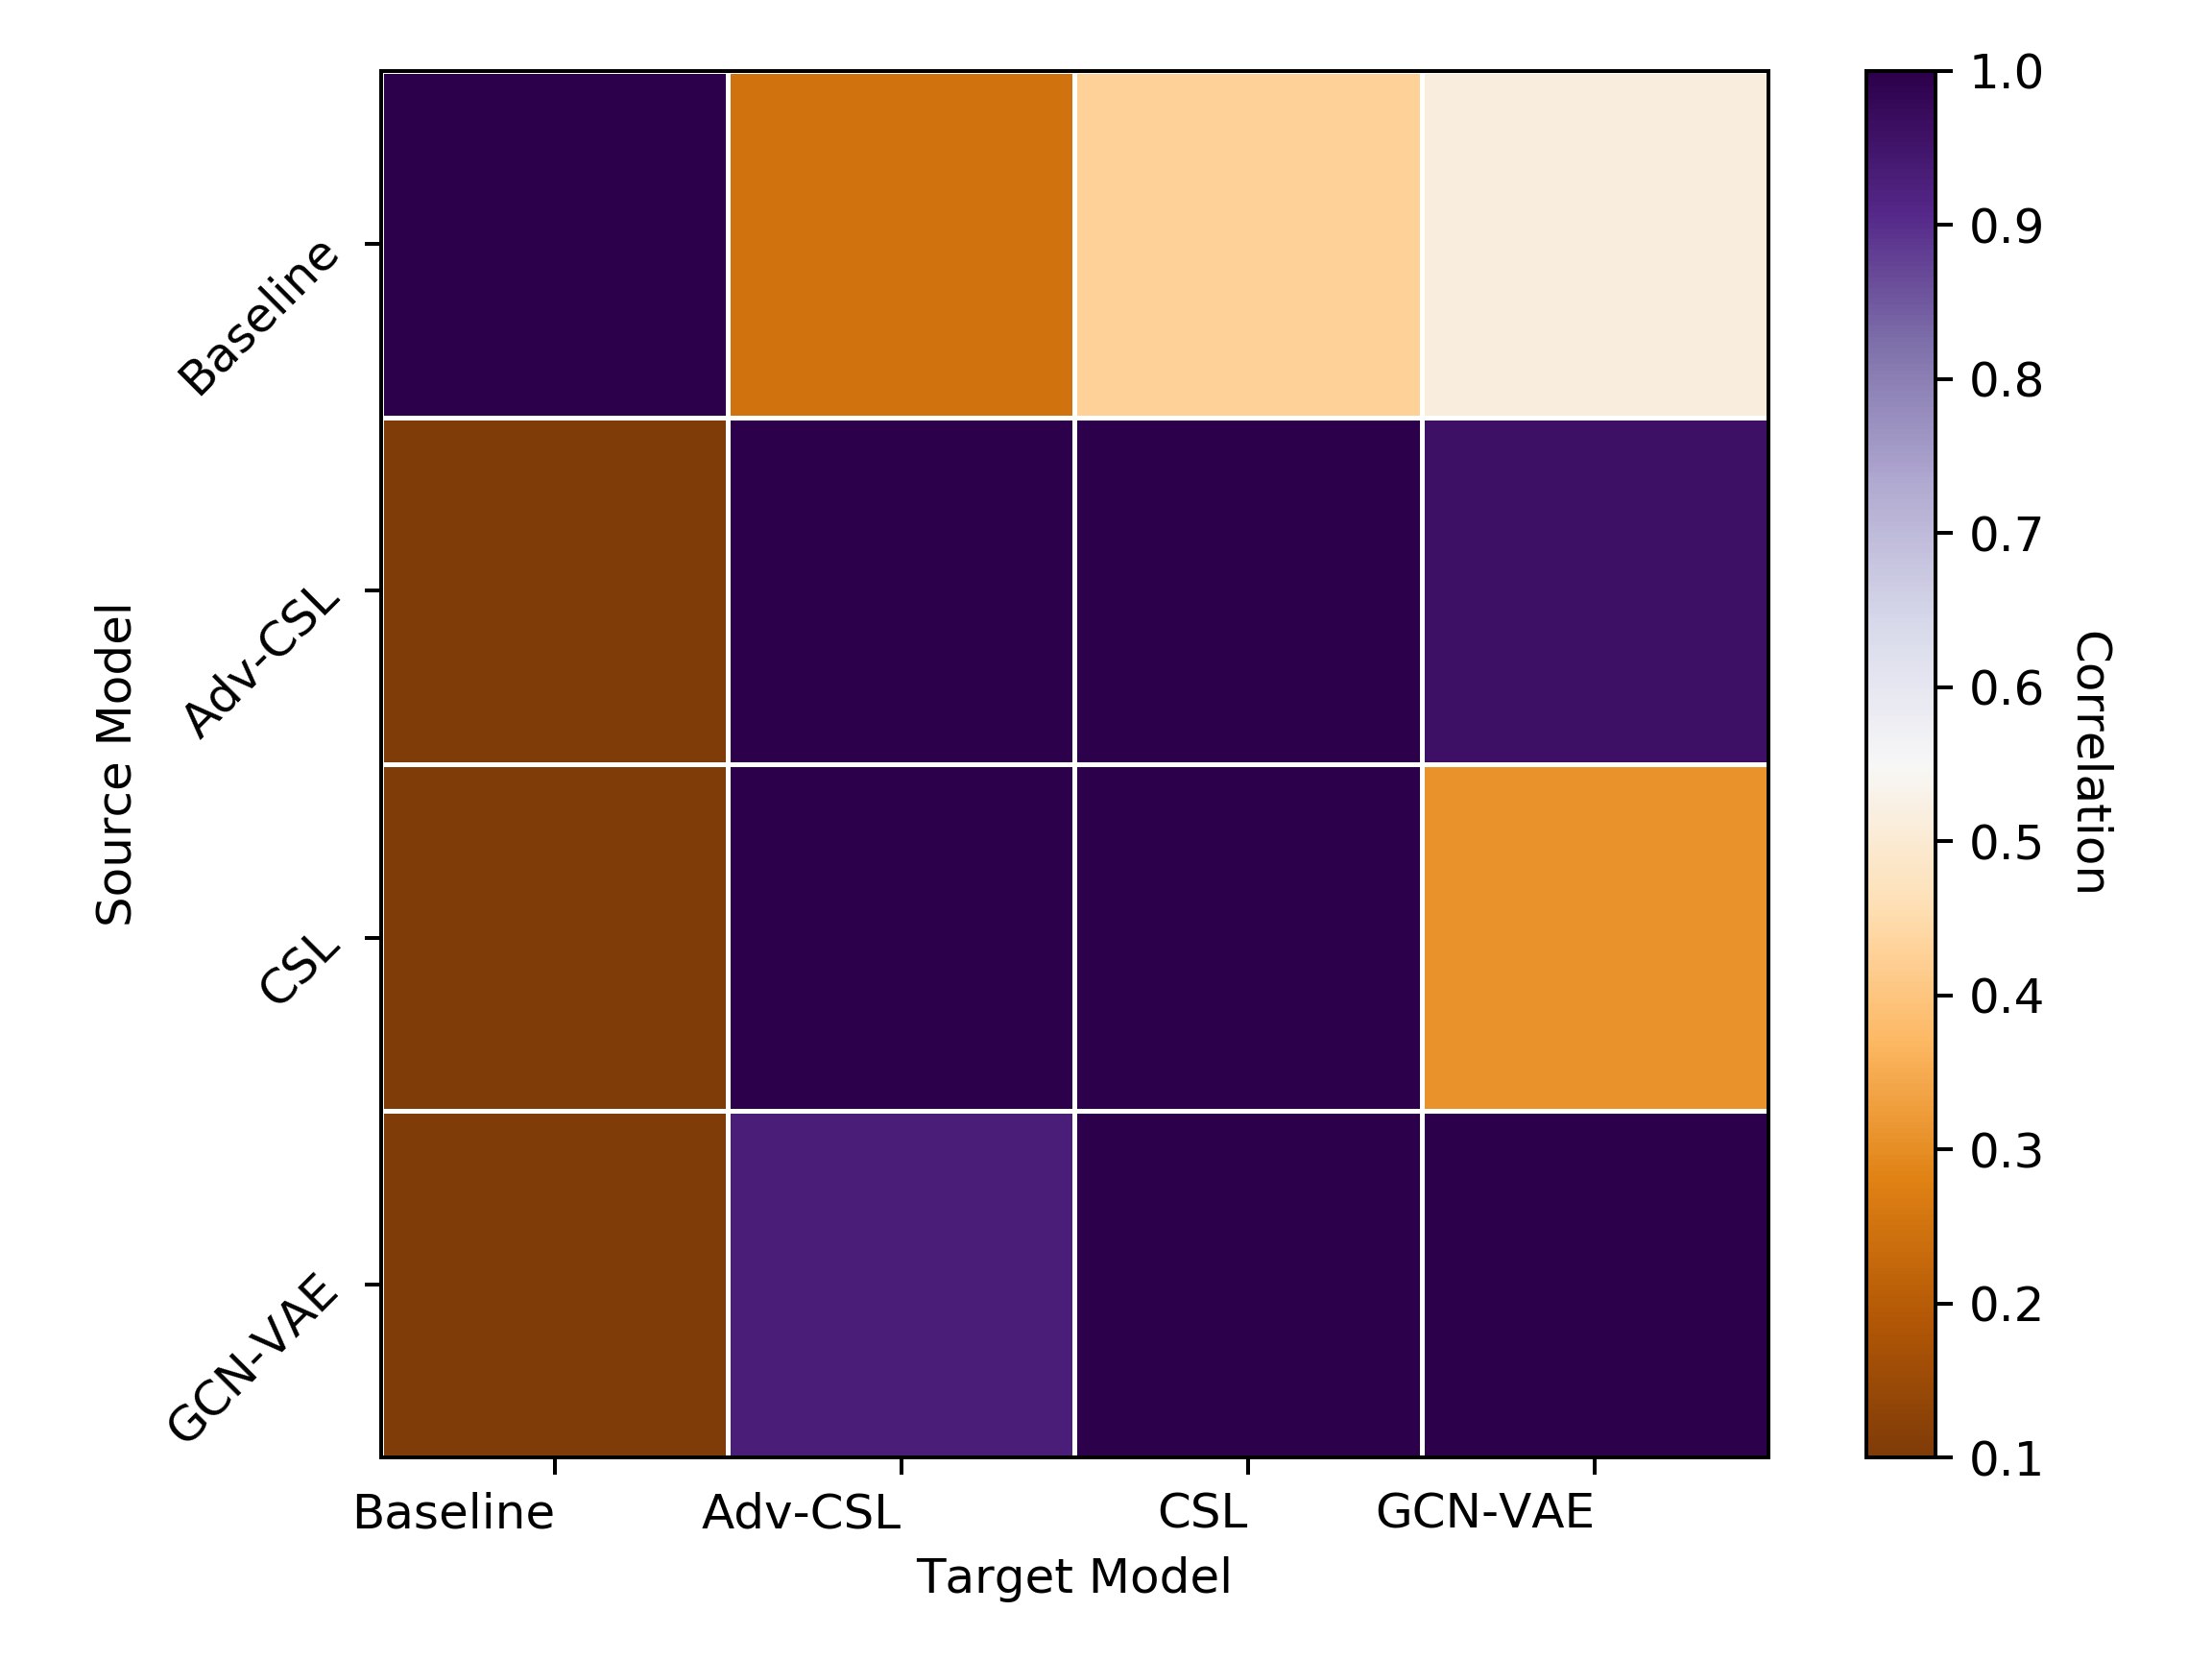 Source Model
Baseline
Adv-CSL
CSL
GCN-VAE
Baseline Adv-CSL CSL GCN-VAE
Target Model
1.0
0.9
0.8
0.7
0.6
0.5
0.4
0.3
0.2
0.1
Correlation